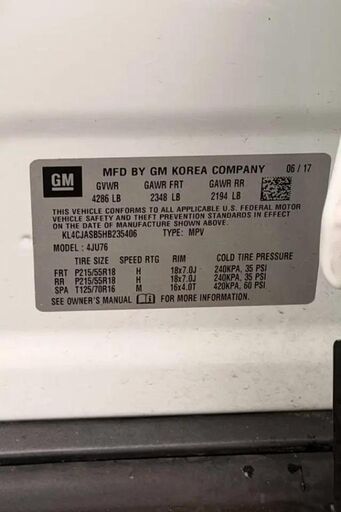 GM
MFD BY GM KOREA COMPANY 06/17
GVWR GAWR FRT GAWR RR
4286 LB 2348 LB 2194 LB
THIS VEHICLE CONFORMS TO ALL APPLICABLE U.S. FEDERAL MOTOR
VEHICLE SAFETY AND THEFT PREVENTION STANDARDS IN EFFECT ON
THE DATE OF MANUFACTURE SHOWN ABOVE.
KL4CJASB5HB235406 TYPE: MPV
MODEL: 4JU76
TIRE SIZE SPEED RTG RIM COLD TIRE PRESSURE
FRT P215/55R18 H 18x7.0J 240KPA, 35 PSI
RR P215/55R18 H 18x7.0J 240KPA, 35 PSI
SPA T125/70R16 M 16x4.0T 420KPA, 60 PSI
SEE OWNER'S MANUAL FOR MORE INFORMATION